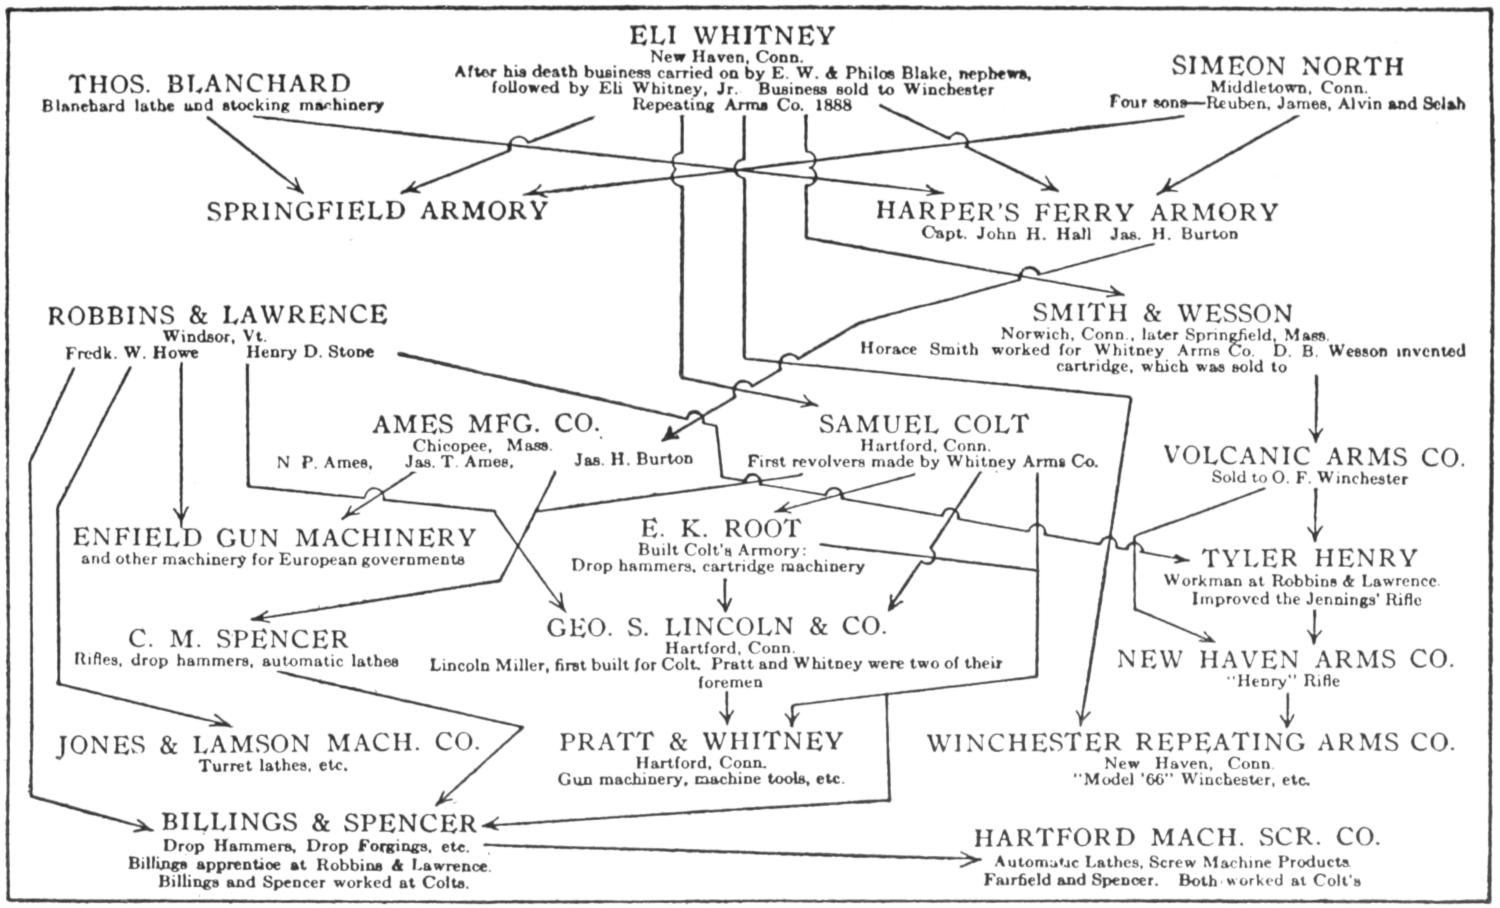 ELI WHITNEY
New Haven, Conn.
After his death business carried on by E. W. & Philos Blake, nephews,
followed by Eli Whitney, Jr. Business sold to Winchester
Repeating Arms Co. 1888
THOS. BLANCHARD
Blanchard lathe and stocking machinery
SIMEON NORTH
Middletown, Conn.
Four sons—Reuben, James, Alvin and Selah
SPRINGFIELD ARMORY
HARPER'S FERRY ARMORY
Capt. John H. Hall Jas. H. Burton
ROBBINS & LAWRENCE
Windsor, Vt.
Fredk. W. Howe Henry D. Stone
SMITH & WESSON
Norwich, Conn., later Springfield, Mass.
Horace Smith worked for Whitney Arms Co. D. B. Wesson invented
cartridge, which was sold to
AMES MFG. CO.
Chicopee, Mass.
N P. Ames, Jas. T. Ames, Jas. H. Burton
SAMUEL COLT
Hartford, Conn.
First revolvers made by Whitney Arms Co.
VOLCANIC ARMS CO.
Sold to O. F. Winchester
ENFIELD GUN MACHINERY
and other machinery for European governments
E. K. ROOT
Built Colt's Armory:
Drop hammers, cartridge machinery
TYLER HENRY
Workman at Robbins & Lawrence.
Improved the Jennings' Rifle
C. M. SPENCER
Rifles, drop hammers, automatic lathes
GEO. S. LINCOLN & CO.
Hartford, Conn.
Lincoln Miller, first built for Colt. Pratt and Whitney were two of their
foremen
NEW HAVEN ARMS CO.
"Henry" Rifle
JONES & LAMSON MACH. CO.
Turret lathes, etc.
PRATT & WHITNEY
Hartford, Conn.
Gun machinery, machine tools, etc.
WINCHESTER REPEATING ARMS CO.
New Haven, Conn.
"Model '66" Winchester, etc.
BILLINGS & SPENCER
Drop Hammers, Drop Forgings, etc.
Billings apprentice at Robbins & Lawrence.
Billings and Spencer worked at Colts.
HARTFORD MACH. SCR. CO.
Automatic Lathes, Screw Machine Products
Fairfield and Spencer. Both worked at Colt's